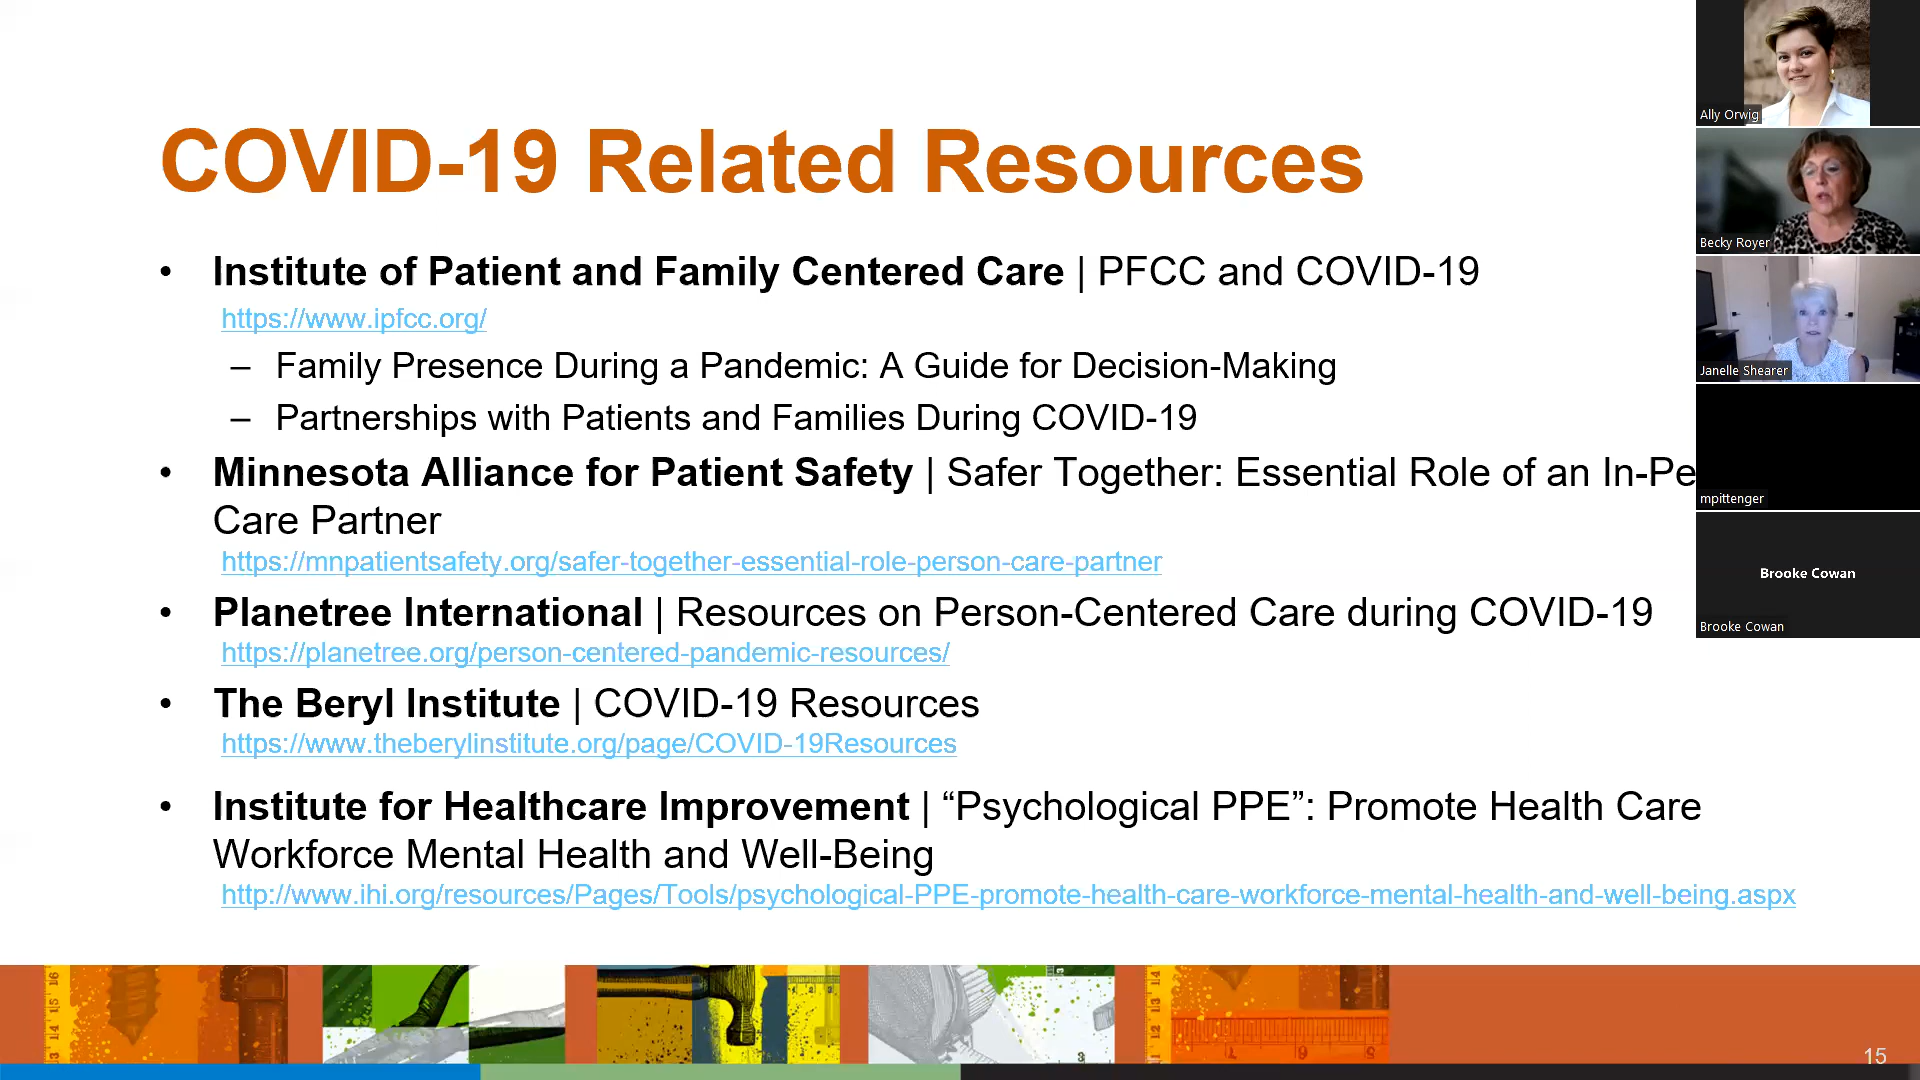 COVID-19 Related Resources
• Institute of Patient and Family Centered Care | PFCC and COVID-19
https://www.ipfcc.org/
– Family Presence During a Pandemic: A Guide for Decision-Making
– Partnerships with Patients and Families During COVID-19
• Minnesota Alliance for Patient Safety | Safer Together: Essential Role of an In-Pe
Care Partner
https://mnpatientsafety.org/safer-together-essential-role-person-care-partner
• Planetree International | Resources on Person-Centered Care during COVID-19
https://planetree.org/person-centered-pandemic-resources/
• The Beryl Institute | COVID-19 Resources
https://www.theberylinstitute.org/page/COVID-19Resources
• Institute for Healthcare Improvement | “Psychological PPE”: Promote Health Care
Workforce Mental Health and Well-Being
http://www.ihi.org/resources/Pages/Tools/psychological-PPE-promote-health-care-workforce-mental-health-and-well-being.aspx
15
Ally Orwig
Becky Royer
Janelle Shearer
mpittenger
Brooke Cowan
Brooke Cowan